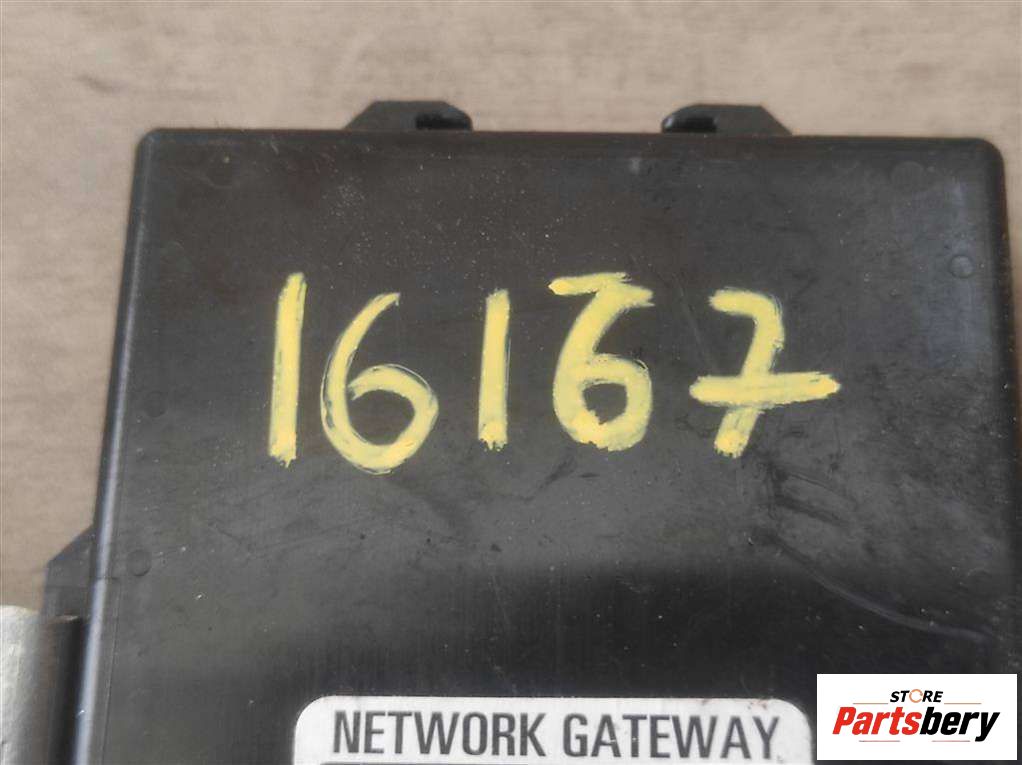 16167
NETWORK GATEWAY
STORE
Partsbery